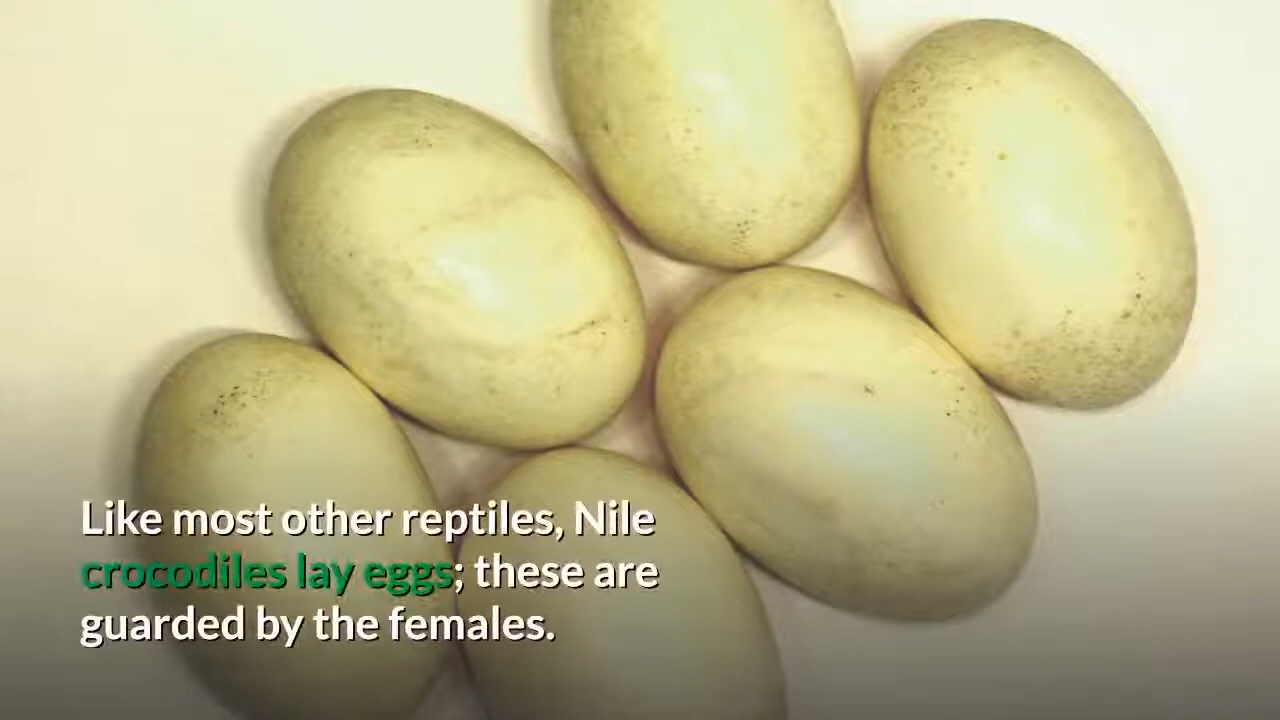 Like most other reptiles, Nile
crocodiles lay eggs; these are
guarded by the females.